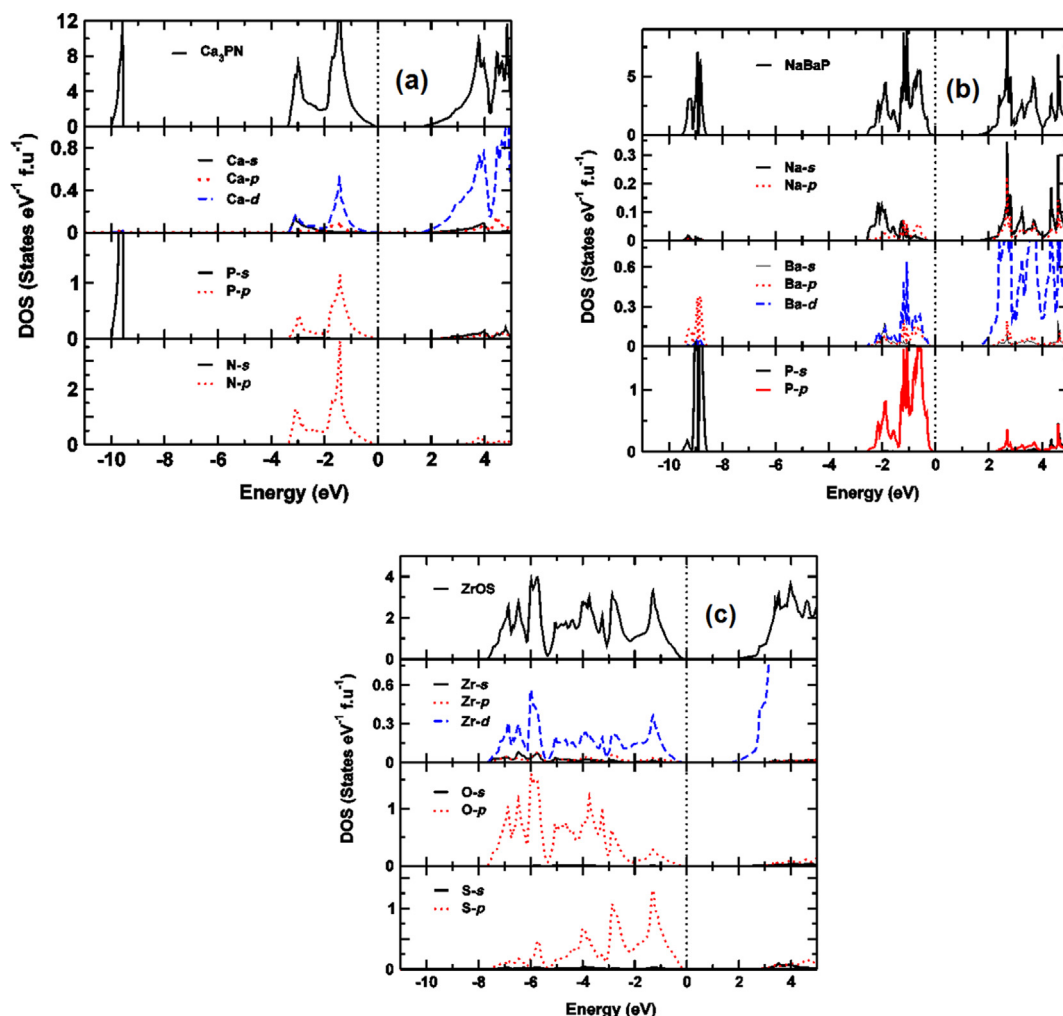 12
10
8
6
4
2
0
Ca₃PN
(a)
0.8
0.4
0
Ca-s
Ca-p
Ca-d
1
0
P-s
P-p
2
1
0
N-s
N-p
DOS (States eV⁻¹ f.u⁻¹)
-10 -8 -6 -4 -2 0 2 4
Energy (eV)
5
0
NaBaP
(b)
0.3
0.2
0.1
0
Na-s
Na-p
0.6
0.3
0
Ba-s
Ba-p
Ba-d
1
0
P-s
P-p
DOS (States eV⁻¹ f.u⁻¹)
-10 -8 -6 -4 -2 0 2 4
Energy (eV)
4
2
0
ZrOS
(c)
0.6
0.3
0
Zr-s
Zr-p
Zr-d
1
0
O-s
O-p
1
0
S-s
S-p
DOS (States eV⁻¹ f.u⁻¹)
-10 -8 -6 -4 -2 0 2 4
Energy (eV)